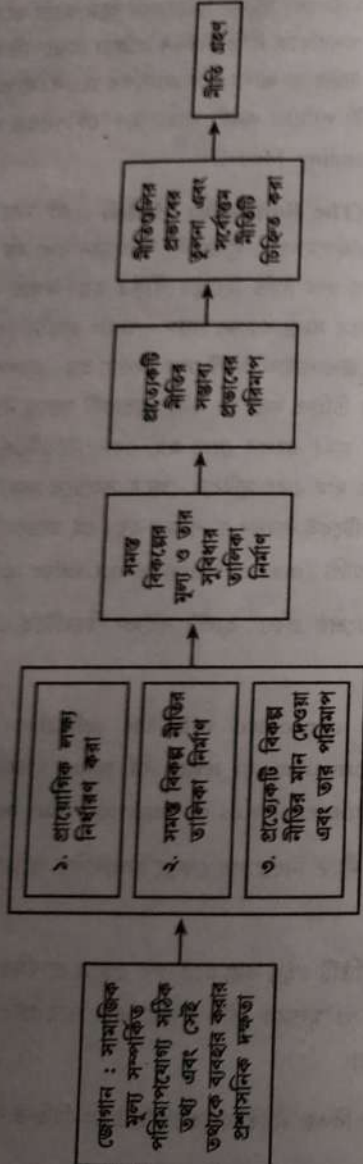 জোগান : সামাজিক
মূল্য সম্পর্কিত
পরিমাপযোগ্য সঠিক
তথ্য এবং সেই
তথ্যকে ব্যবহার করার
প্রশাসনিক দক্ষতা
১. প্রায়োগিক লক্ষ্য
নির্ধারণ করা
২. সমস্ত বিকল্প নীতির
তালিকা নির্মাণ
৩. প্রত্যেকটি বিকল্প
নীতির মান দেওয়া
এবং তার পরিমাপ
সমস্ত
বিকল্পের
মূল্য ও তার
সুবিধার
তালিকা
নির্মাণ
প্রত্যেকটি
নীতির
সম্ভাব্য
প্রভাবের
পরিমাপ
নীতিগুলির
প্রভাবের
তুলনা এবং
সর্বোত্তম
নীতিটি
চিহ্নিত করা
নীতি গ্রহণ